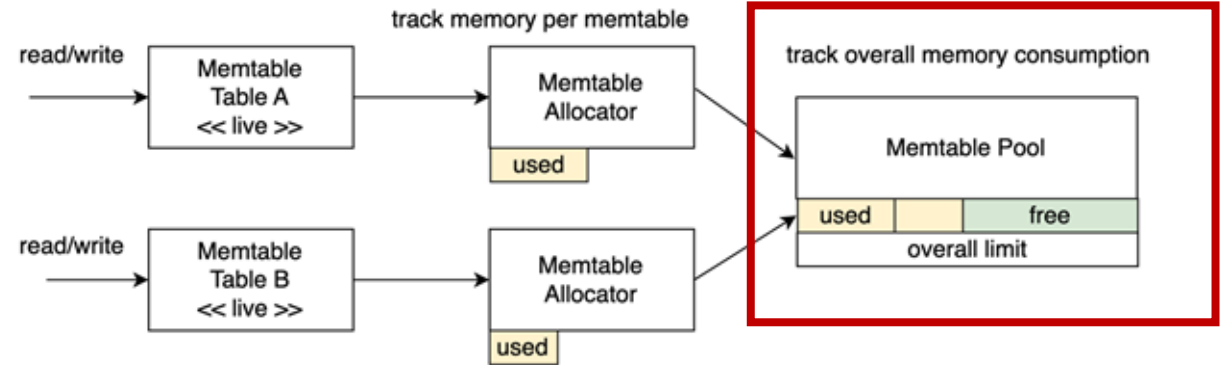 track memory per memtable
read/write
Memtable
Table A
<< live >>
Memtable
Allocator
used
track overall memory consumption
Memtable Pool
used
free
overall limit
read/write
Memtable
Table B
<< live >>
Memtable
Allocator
used